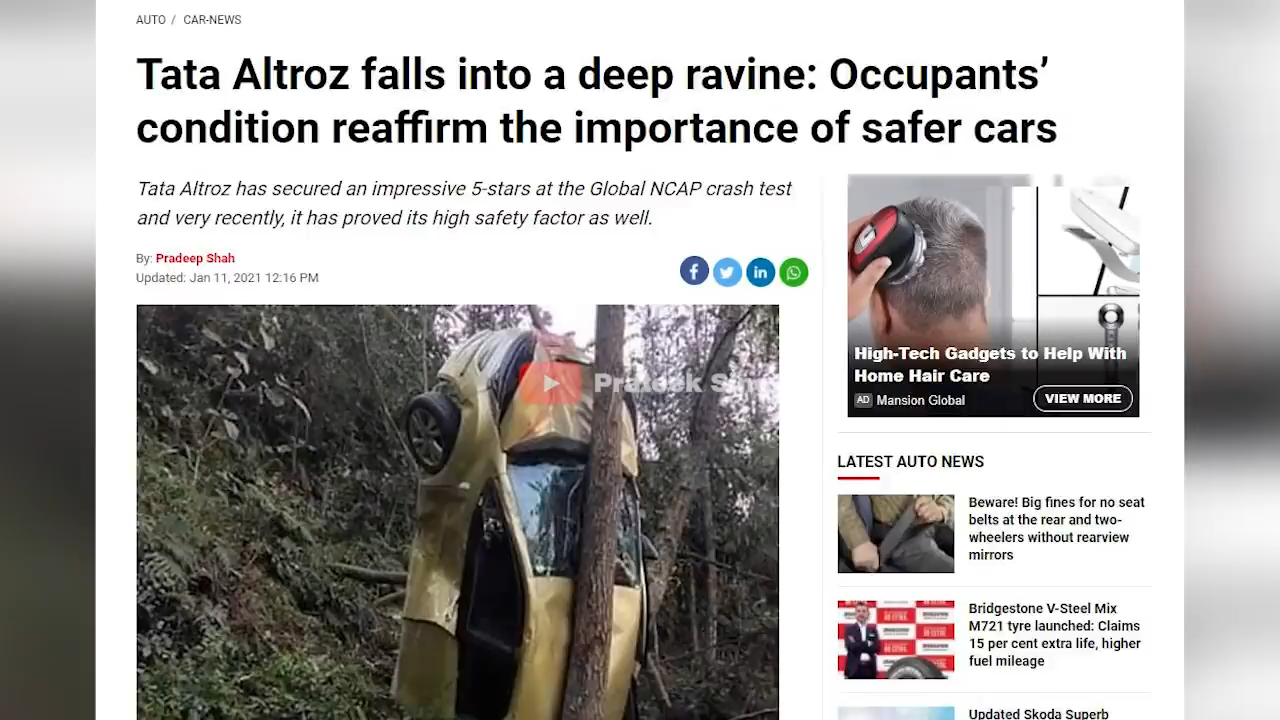 AUTO / CAR-NEWS
Tata Altroz falls into a deep ravine: Occupants’
condition reaffirm the importance of safer cars
Tata Altroz has secured an impressive 5-stars at the Global NCAP crash test
and very recently, it has proved its high safety factor as well.
By: Pradeep Shah
Updated: Jan 11, 2021 12:16 PM
Prateek
High-Tech Gadgets to Help With
Home Hair Care
AD Mansion Global
VIEW MORE
LATEST AUTO NEWS
Beware! Big fines for no seat
belts at the rear and two-
wheelers without rearview
mirrors
Bridgestone V-Steel Mix
M721 tyre launched: Claims
15 per cent extra life, higher
fuel mileage
Updated Skoda Superb